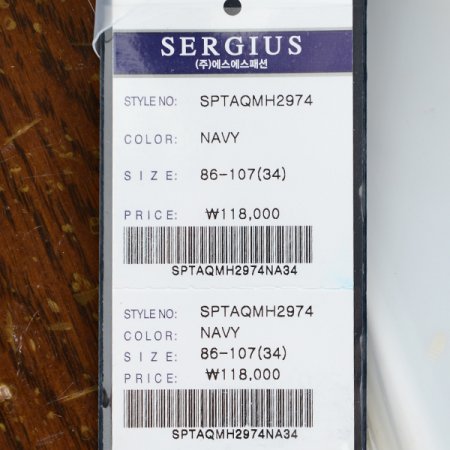 SERGIUS
(주)에스에스패션
STYLE NO: SPTAQMH2974
COLOR: NAVY
SIZE: 86-107(34)
PRICE: ₩118,000
SPTAQMH2974NA34
STYLE NO: SPTAQMH2974
COLOR: NAVY
SIZE: 86-107(34)
PRICE: ₩118,000
SPTAQMH2974NA34